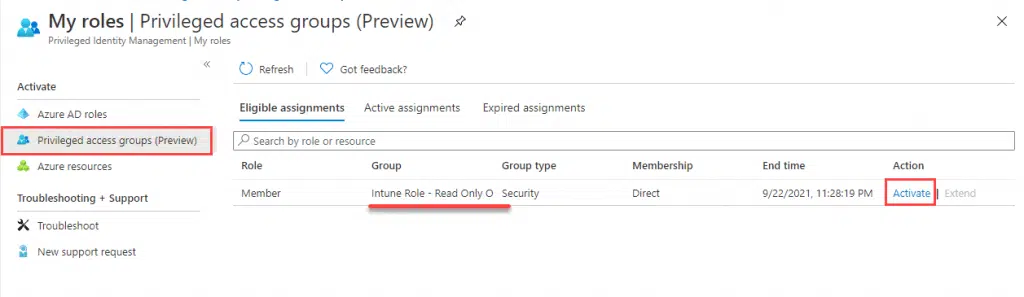 My roles | Privileged access groups (Preview)
Privileged Identity Management | My roles
Activate
Azure AD roles
Privileged access groups (Preview)
Azure resources
Troubleshooting + Support
Troubleshoot
New support request
Refresh | Got feedback?
Eligible assignments Active assignments Expired assignments
Search by role or resource
Role Group Group type Membership End time Action
Member Intune Role - Read Only O Security Direct 9/22/2021, 11:28:19 PM Activate | Extend